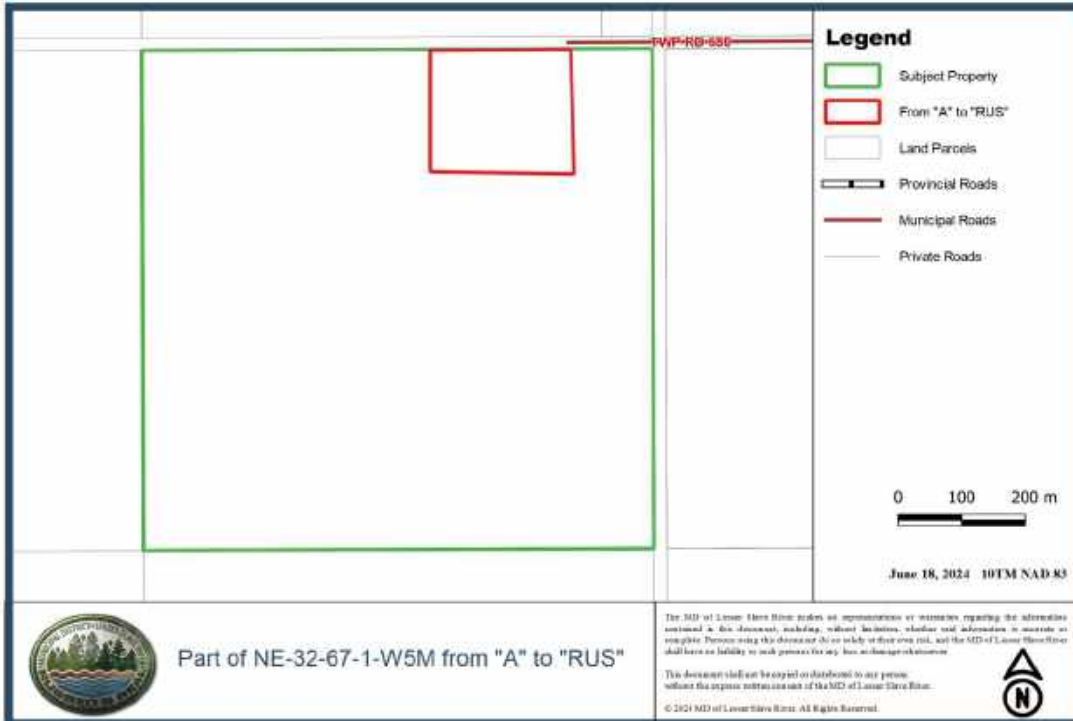 TWP-RD-680
Legend
Subject Property
From "A" to "RUS"
Land Parcels
Provincial Roads
Municipal Roads
Private Roads
0 100 200 m
June 18, 2024 10TM NAD 83
Part of NE-32-67-1-W5M from "A" to "RUS"
The MD of Lesser Slave River makes no representations or warranties regarding the information
contained in this document, including, without limitation, whether said information is accurate or
complete. Persons using this document do so solely at their own risk, and the MD of Lesser Slave River
shall have no liability to such persons for any loss or damage whatsoever.
This document shall not be copied or distributed to any person
without the express written consent of the MD of Lesser Slave River.
© 2024 MD of Lesser Slave River. All Rights Reserved.
N